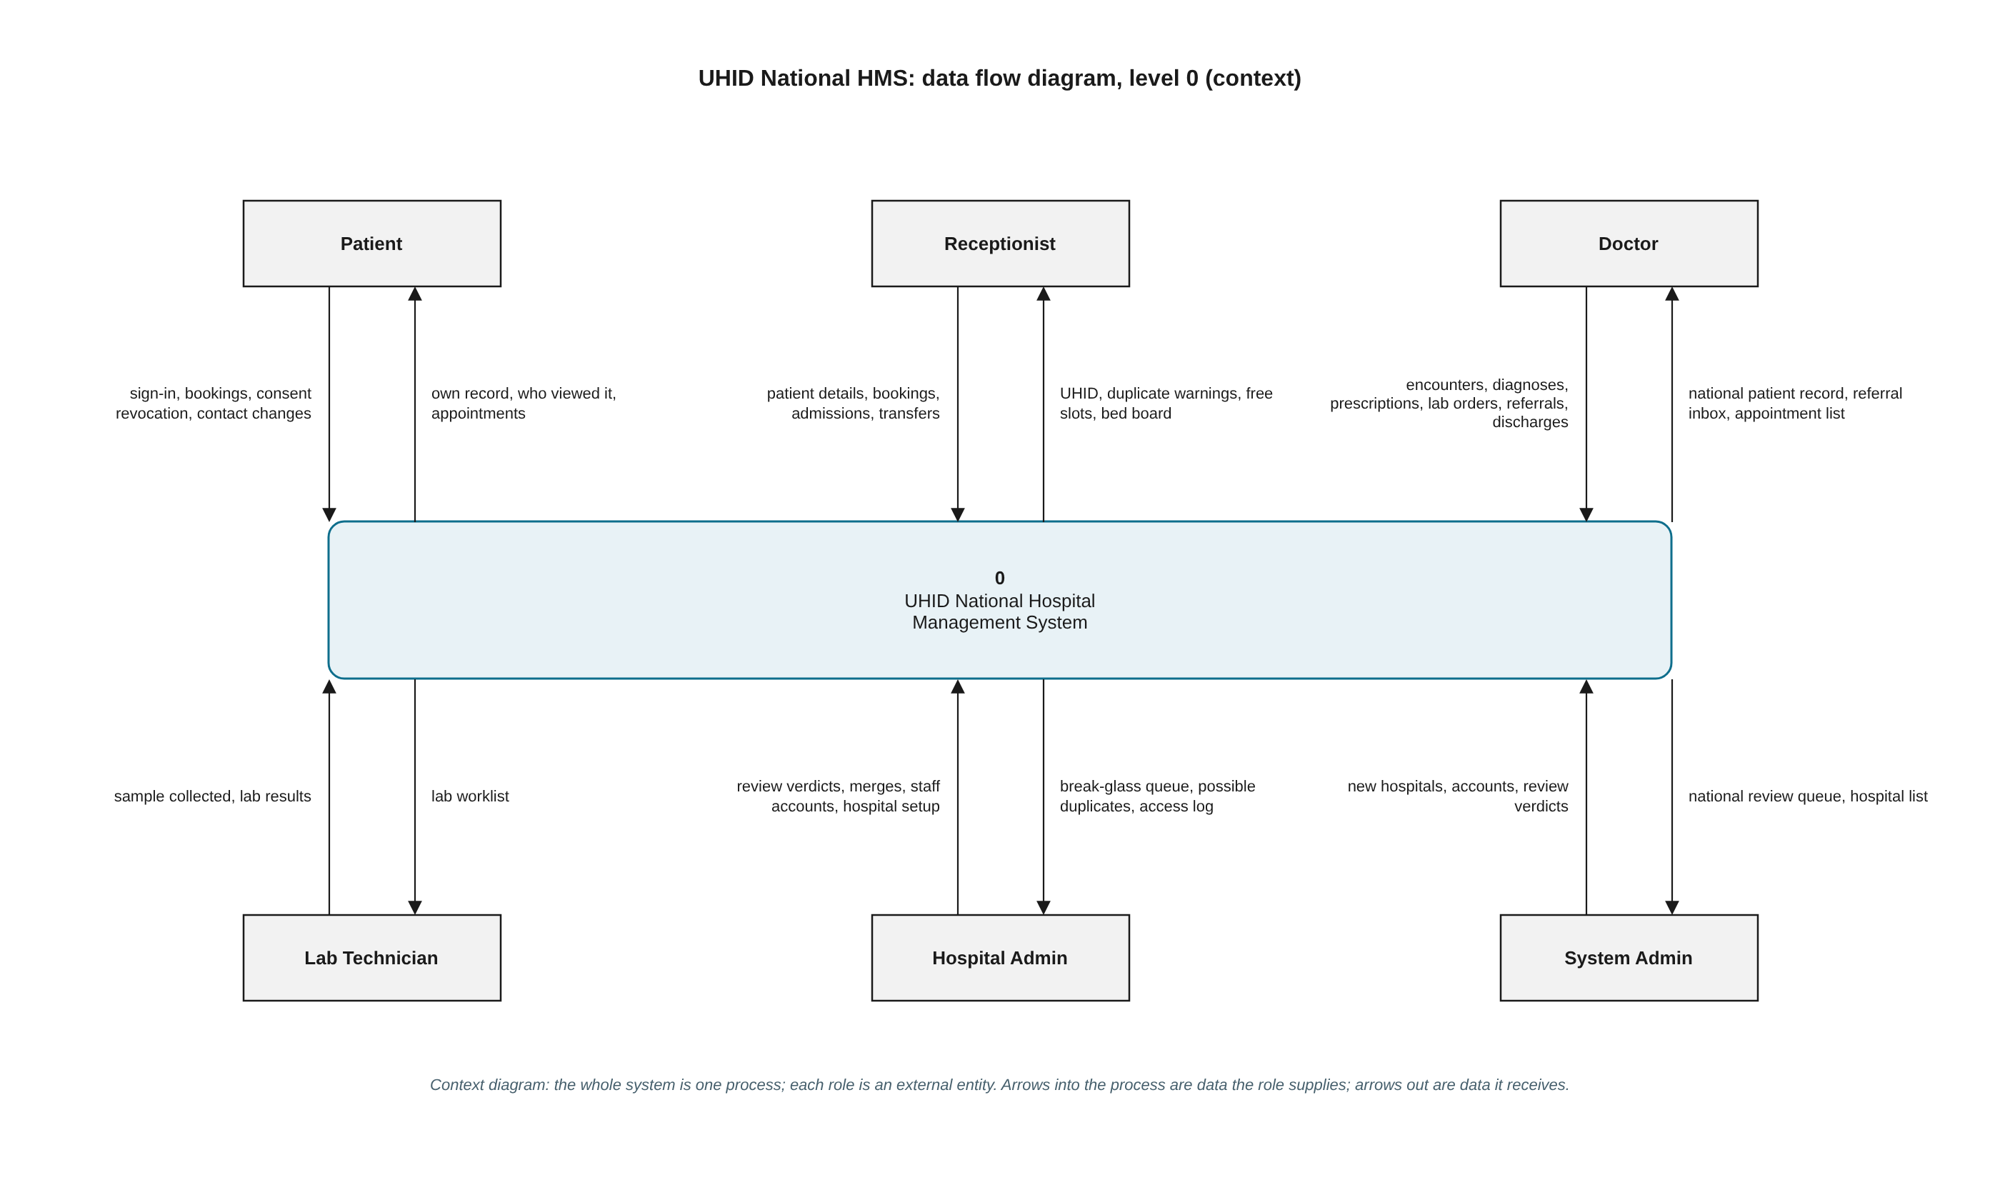 UHID National HMS: data flow diagram, level 0 (context)
Patient
Receptionist
Doctor
sign-in, bookings, consent
revocation, contact changes
own record, who viewed it,
appointments
patient details, bookings,
admissions, transfers
UHID, duplicate warnings, free
slots, bed board
encounters, diagnoses,
prescriptions, lab orders, referrals,
discharges
national patient record, referral
inbox, appointment list
0
UHID National Hospital
Management System
sample collected, lab results
lab worklist
review verdicts, merges, staff
accounts, hospital setup
break-glass queue, possible
duplicates, access log
new hospitals, accounts, review
verdicts
national review queue, hospital list
Lab Technician
Hospital Admin
System Admin
Context diagram: the whole system is one process; each role is an external entity. Arrows into the process are data the role supplies; arrows out are data it receives.